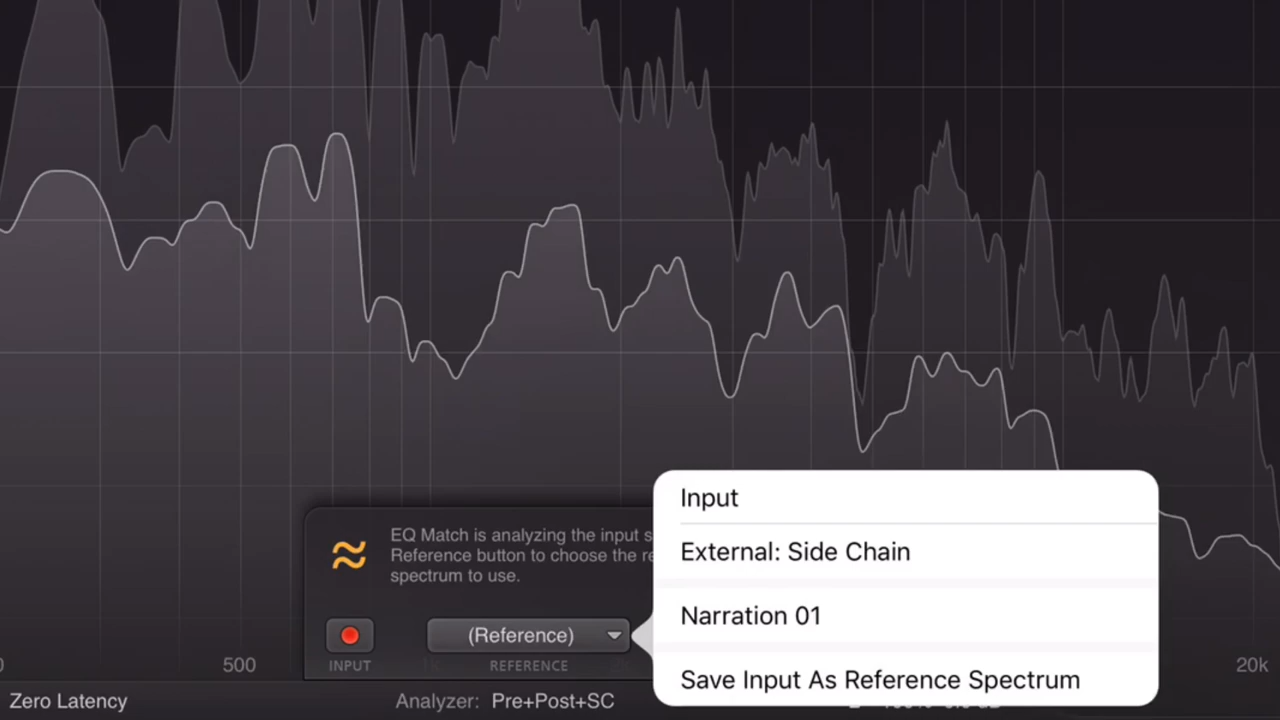 Input
EQ Match is analyzing the input s
External: Side Chain
Reference button to choose the re
spectrum to use.
Narration 01
(Reference)
500
INPUT
REFERENCE
20k
Save Input As Reference Spectrum
Zero Latency
Analyzer: Pre+Post+SC